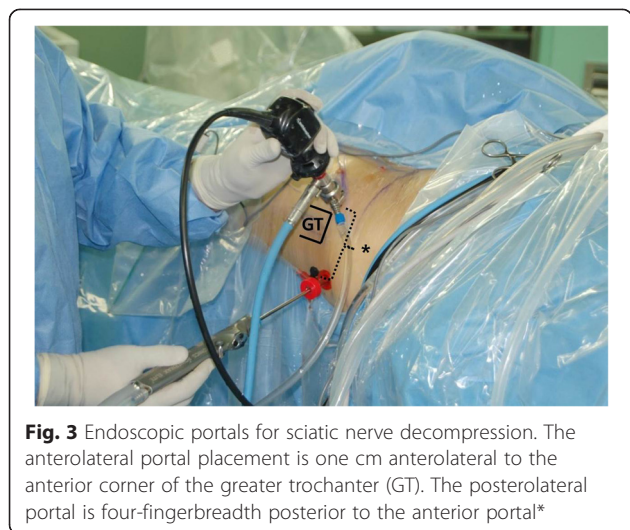 GT
*
Fig. 3 Endoscopic portals for sciatic nerve decompression. The
anterolateral portal placement is one cm anterolateral to the
anterior corner of the greater trochanter (GT). The posterolateral
portal is four-fingerbreadth posterior to the anterior portal*